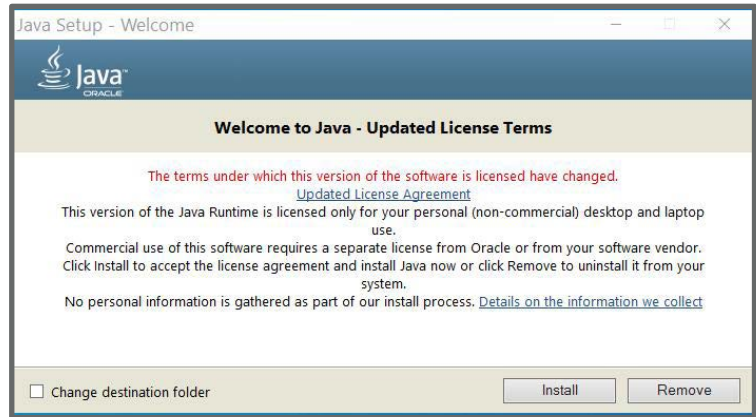 Java Setup - Welcome
Java™
ORACLE
Welcome to Java - Updated License Terms
The terms under which this version of the software is licensed have changed.
Updated License Agreement
This version of the Java Runtime is licensed only for your personal (non-commercial) desktop and laptop
use.
Commercial use of this software requires a separate license from Oracle or from your software vendor.
Click Install to accept the license agreement and install Java now or click Remove to uninstall it from your
system.
No personal information is gathered as part of our install process. Details on the information we collect
Change destination folder
Install
Remove